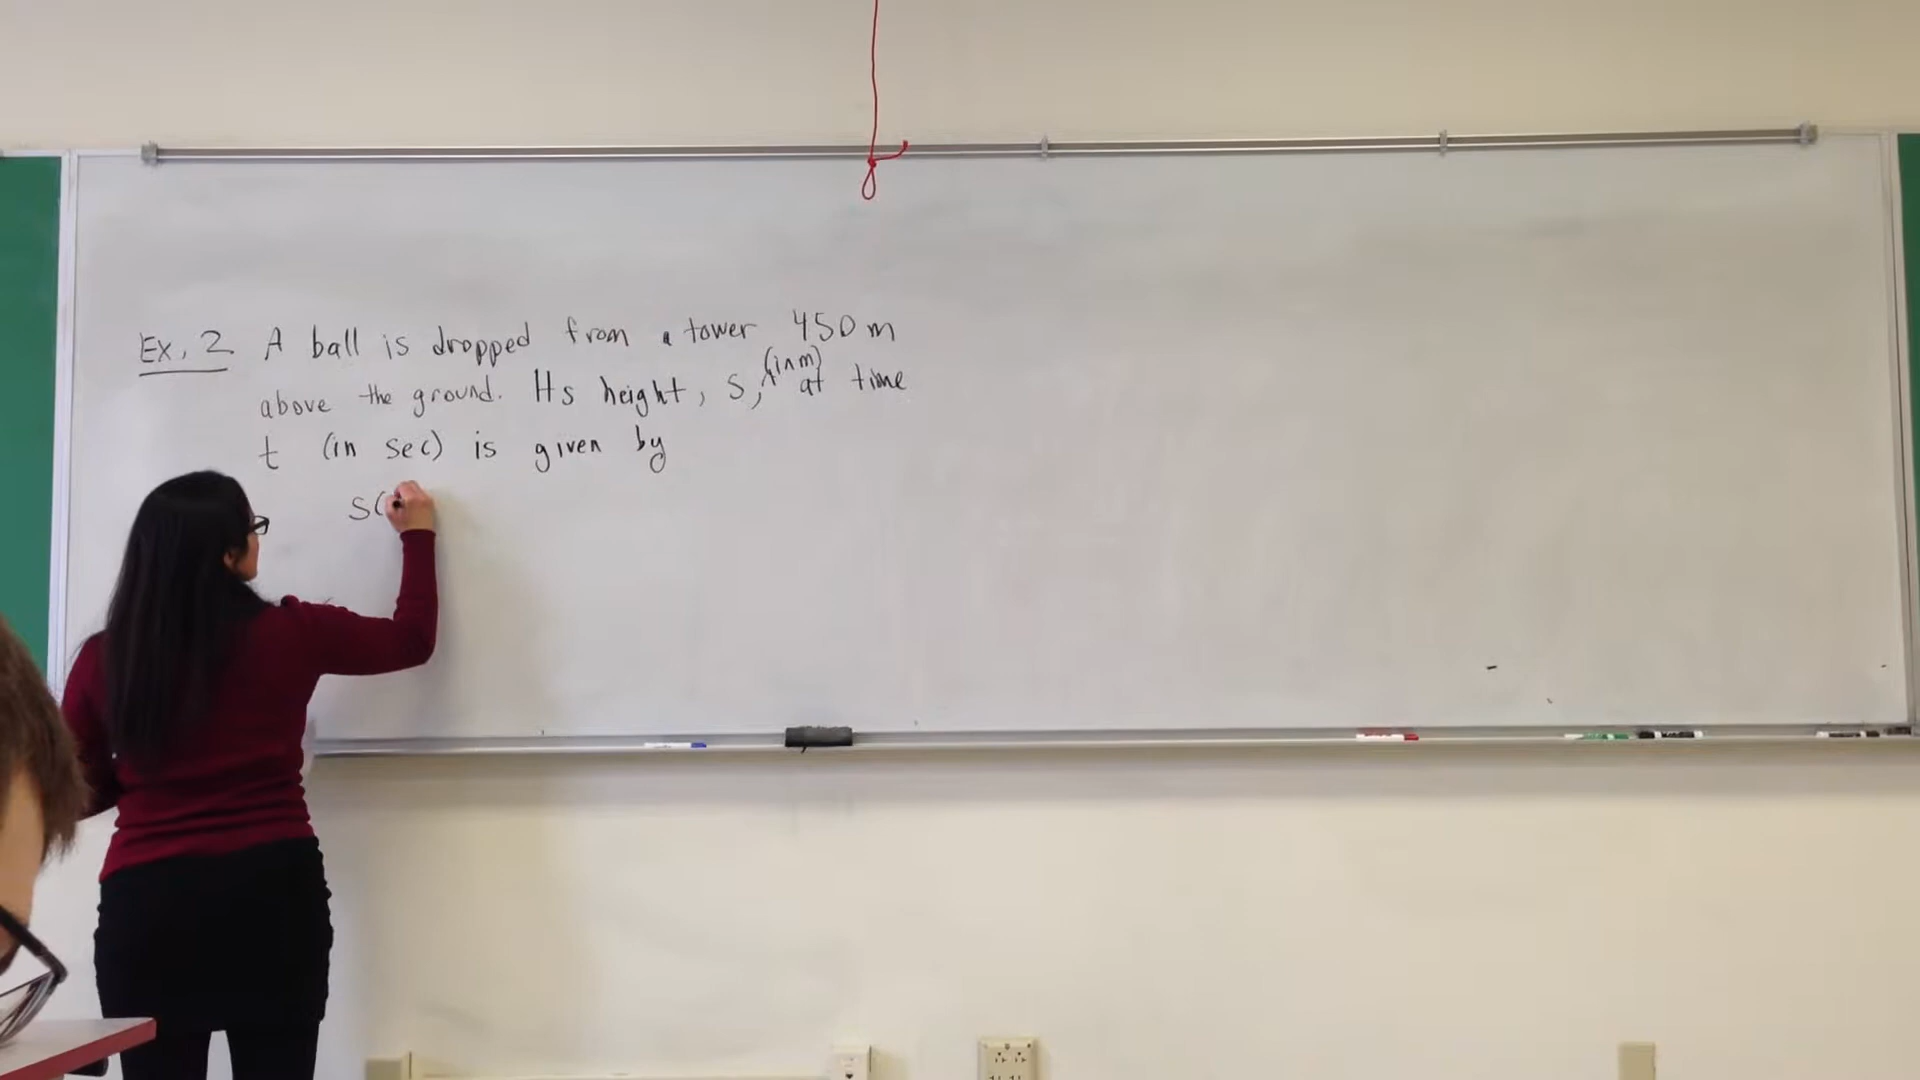 Ex. 2 A ball is dropped from a tower 450 m
above the ground. Its height, S, (in m) at time
t (in sec) is given by
S(